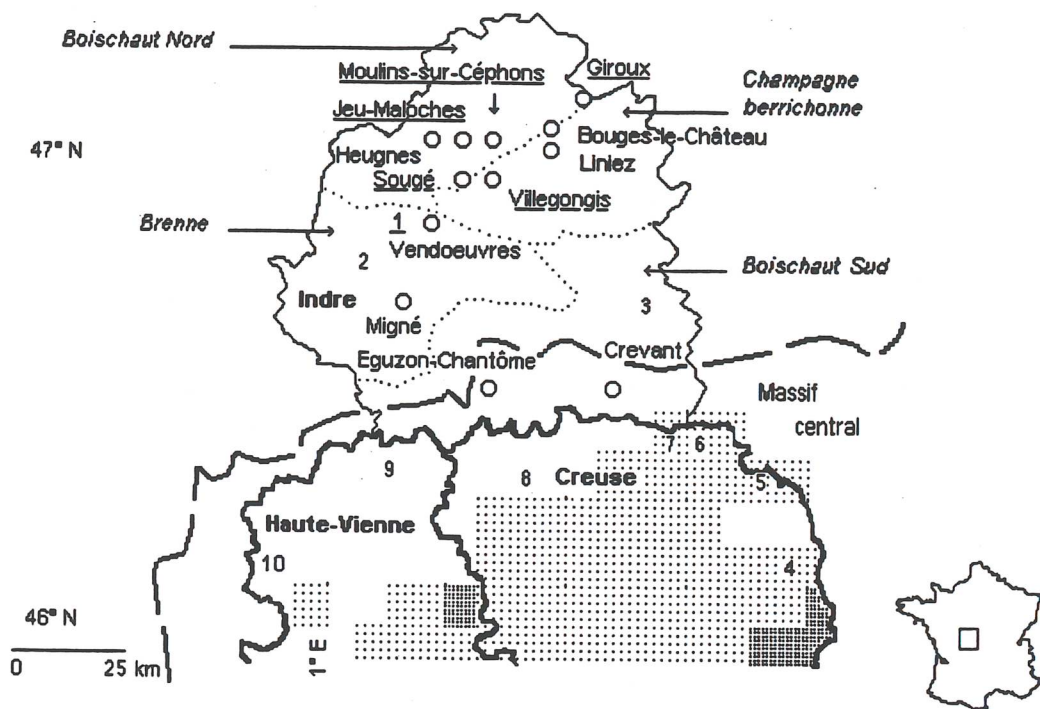 Boischaut Nord
Moulins-sur-Céphons
Giroux
Champagne
berrichonne
Jeu-Maloches
47° N
Heugnes
Bouges-le-Château
Liniez
Sougé
Villegongis
Brenne
1
Vendoeuvres
2
Boischaut Sud
Indre
3
Migné
Eguzon-Chantôme
Crevant
Massif
central
7 6
9
8 Creuse
5
Haute-Vienne
10
4
46° N
1° E
0 25 km